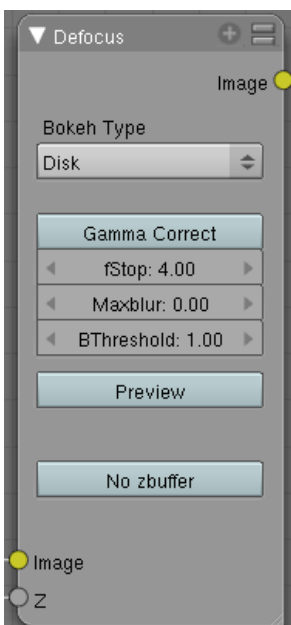 Defocus
Image
Bokeh Type
Disk
Gamma Correct
fStop: 4.00
Maxblur: 0.00
BThreshold: 1.00
Preview
No zbuffer
Image
Z